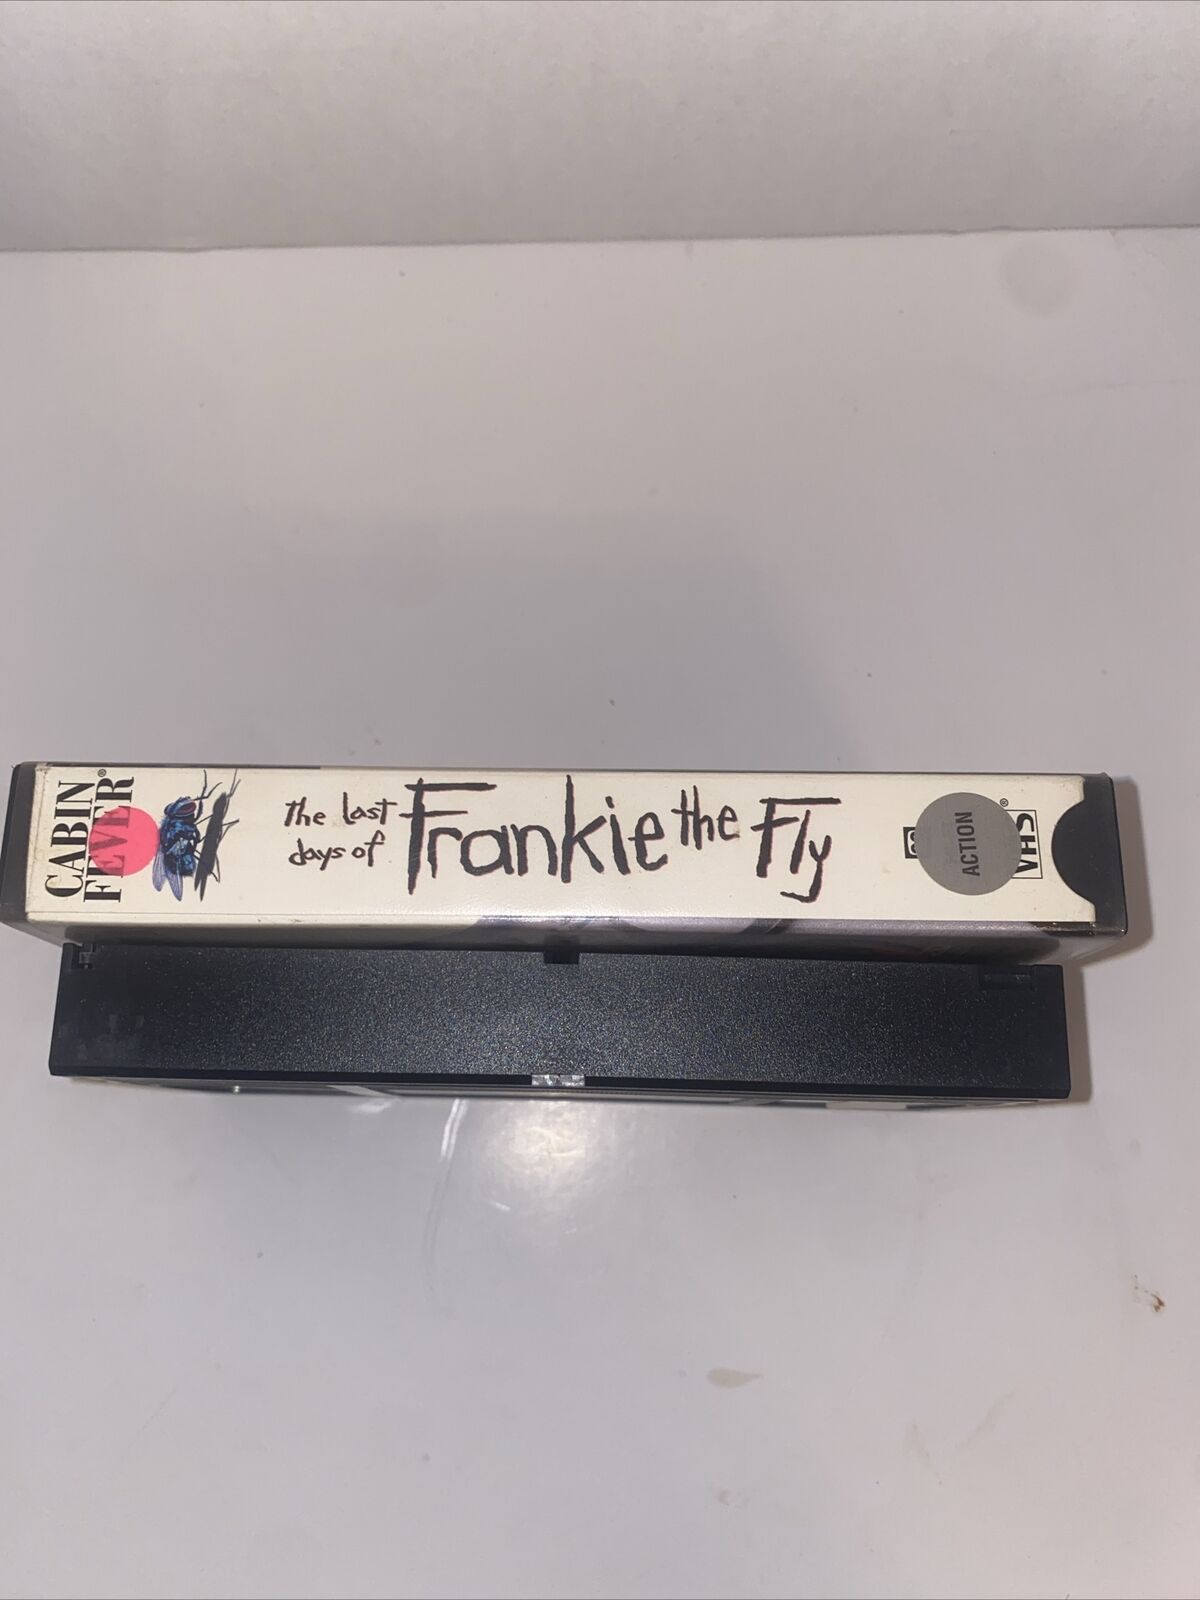 CABIN
FEVER®
the last
days of
Frankie the Fly
ACTION
VHS®